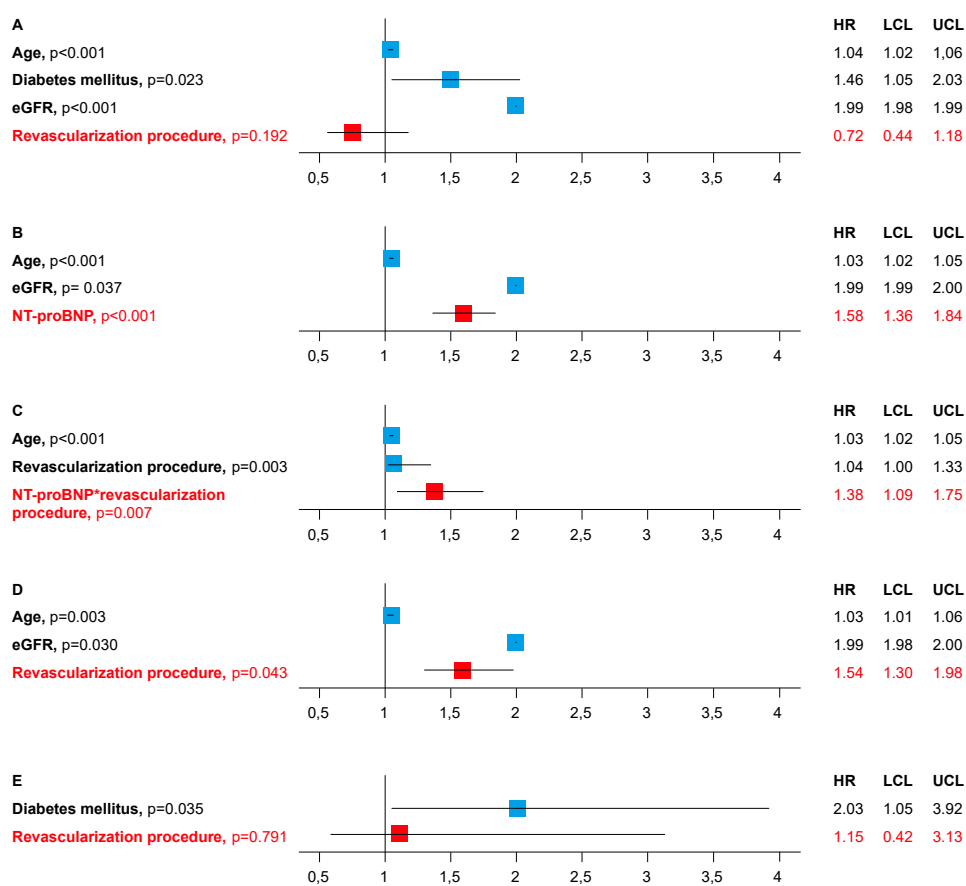 A HR LCL UCL
Age, p<0.001 1.04 1.02 1,06
Diabetes mellitus, p=0.023 1.46 1.05 2.03
eGFR, p<0.001 1.99 1.98 1.99
Revascularization procedure, p=0.192 0.72 0.44 1.18
0,5 1 1,5 2 2,5 3 3,5 4
B HR LCL UCL
Age, p<0.001 1.03 1.02 1.05
eGFR, p= 0.037 1.99 1.99 2.00
NT-proBNP, p<0.001 1.58 1.36 1.84
0,5 1 1,5 2 2,5 3 3,5 4
C HR LCL UCL
Age, p<0.001 1.03 1.02 1.05
Revascularization procedure, p=0.003 1.04 1.00 1.33
NT-proBNP*revascularization 1.38 1.09 1.75
procedure, p=0.007
0,5 1 1,5 2 2,5 3 3,5 4
D HR LCL UCL
Age, p=0.003 1.03 1.01 1.06
eGFR, p=0.030 1.99 1.98 2.00
Revascularization procedure, p=0.043 1.54 1.30 1.98
0,5 1 1,5 2 2,5 3 3,5 4
E HR LCL UCL
Diabetes mellitus, p=0.035 2.03 1.05 3.92
Revascularization procedure, p=0.791 1.15 0.42 3.13
0,5 1 1,5 2 2,5 3 3,5 4